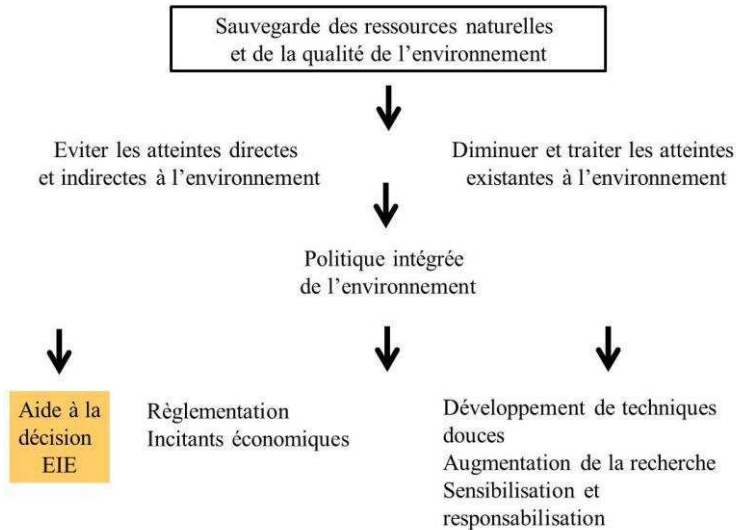 Sauvegarde des ressources naturelles
et de la qualité de l’environnement
Eviter les atteintes directes
et indirectes à l’environnement
Diminuer et traiter les atteintes
existantes à l’environnement
Politique intégrée
de l’environnement
Aide à la
décision
EIE
Règlementation
Incitants économiques
Développement de techniques
douces
Augmentation de la recherche
Sensibilisation et
responsabilisation